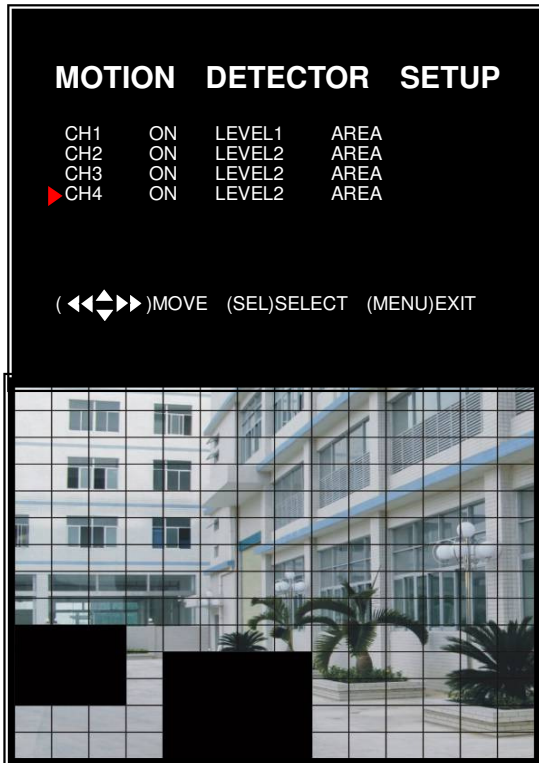 MOTION DETECTOR SETUP
CH1 ON LEVEL1 AREA
CH2 ON LEVEL2 AREA
CH3 ON LEVEL2 AREA
CH4 ON LEVEL2 AREA
( )MOVE (SEL)SELECT (MENU)EXIT